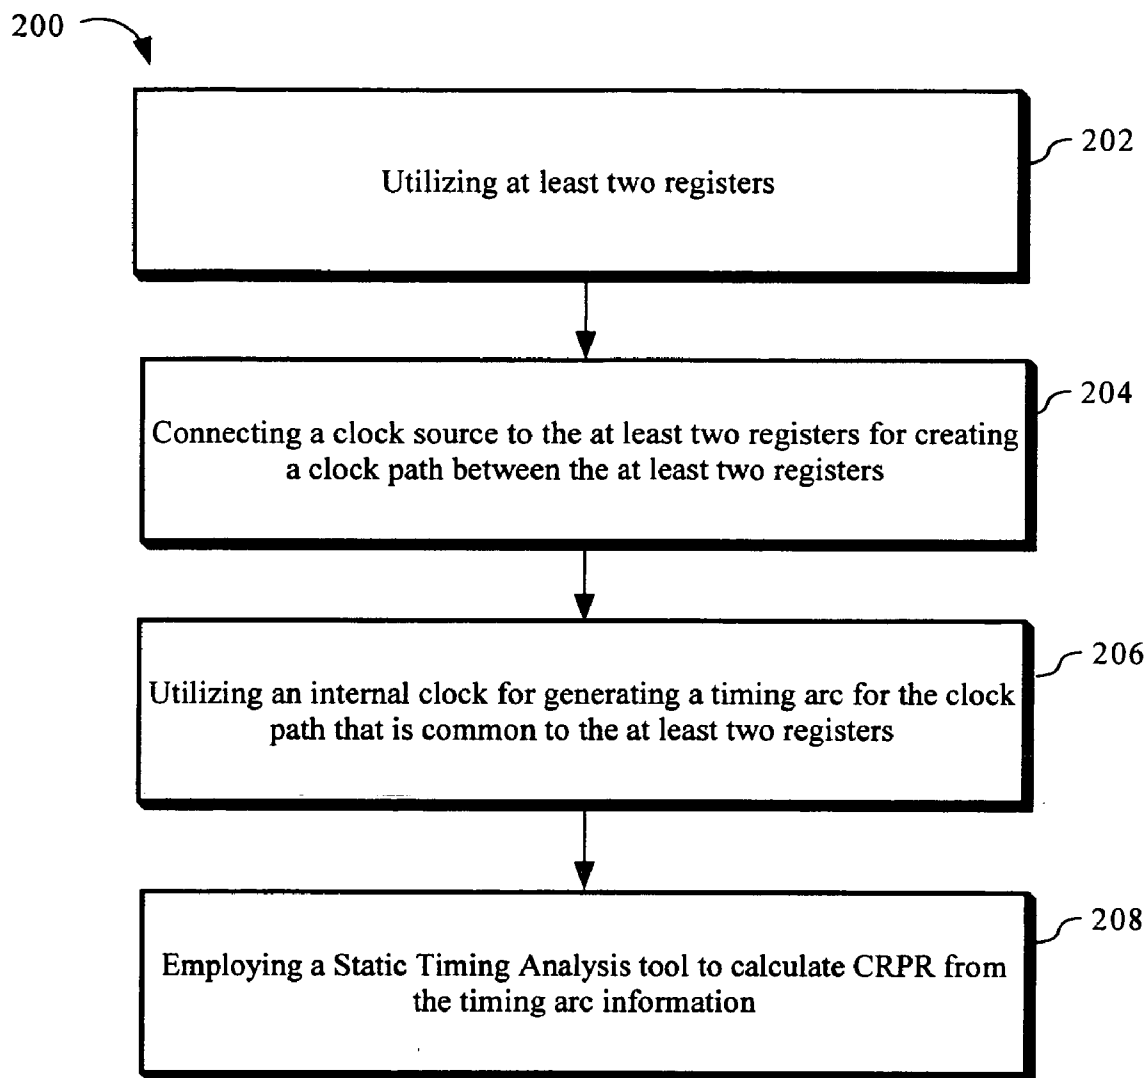 200
202
Utilizing at least two registers
204
Connecting a clock source to the at least two registers for creating
a clock path between the at least two registers
206
Utilizing an internal clock for generating a timing arc for the clock
path that is common to the at least two registers
208
Employing a Static Timing Analysis tool to calculate CRPR from
the timing arc information